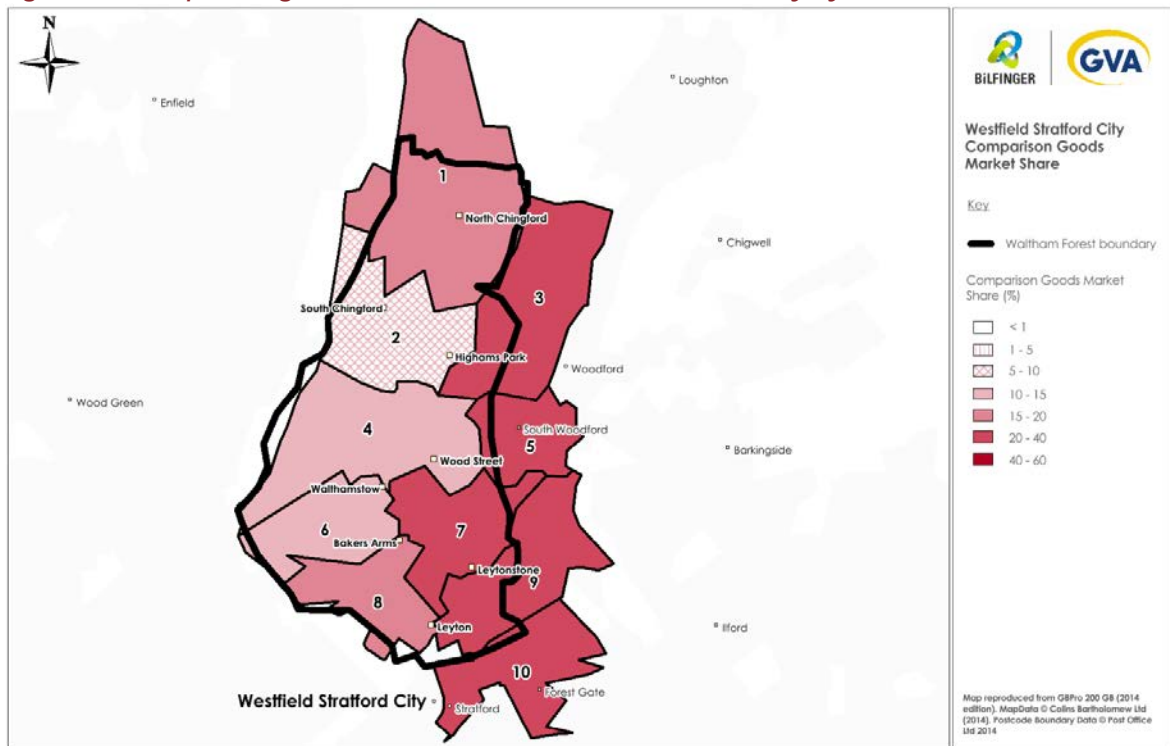 N
Enfield
Loughton
1
North Chingford
Chigwell
3
South Chingford
2
Highams Park
Woodford
Wood Green
4
South Woodford
5
Wood Street
Barkingside
Walthamstow
7
6
Bakers Arms
Leytonstone
9
8
Leyton
Ilford
10
Forest Gate
Westfield Stratford City
Stratford
BILFINGER
GVA
Westfield Stratford City
Comparison Goods
Market Share
Key
Waltham Forest boundary
Comparison Goods Market
Share (%)
< 1
1 - 5
5 - 10
10 - 15
15 - 20
20 - 40
40 - 60
Map reproduced from GBPro 200 GB (2014
edition). MapData © Collins Bartholomew Ltd
(2014). Postcode Boundary Data © Post Office
Ltd 2014